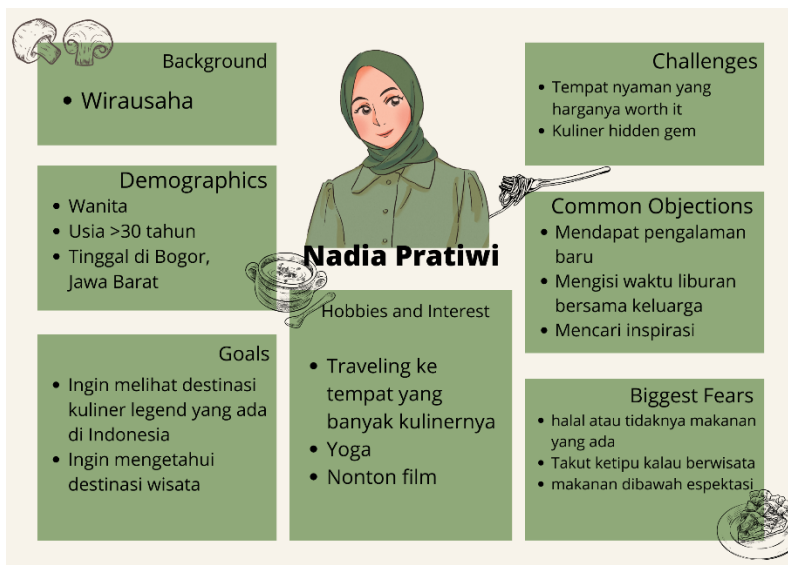 Background
• Wirausaha
Demographics
• Wanita
• Usia >30 tahun
• Tinggal di Bogor,
Jawa Barat
Goals
• Ingin melihat destinasi
kuliner legend yang ada
di Indonesia
• Ingin mengetahui
destinasi wisata
Nadia Pratiwi
Hobbies and Interest
• Traveling ke
tempat yang
banyak kulinernya
• Yoga
• Nonton film
Challenges
• Tempat nyaman yang
harganya worth it
• Kuliner hidden gem
Common Objections
• Mendapat pengalaman
baru
• Mengisi waktu liburan
bersama keluarga
• Mencari inspirasi
Biggest Fears
• halal atau tidaknya makanan
yang ada
• Takut ketipu kalau berwisata
• makanan dibawah espektasi